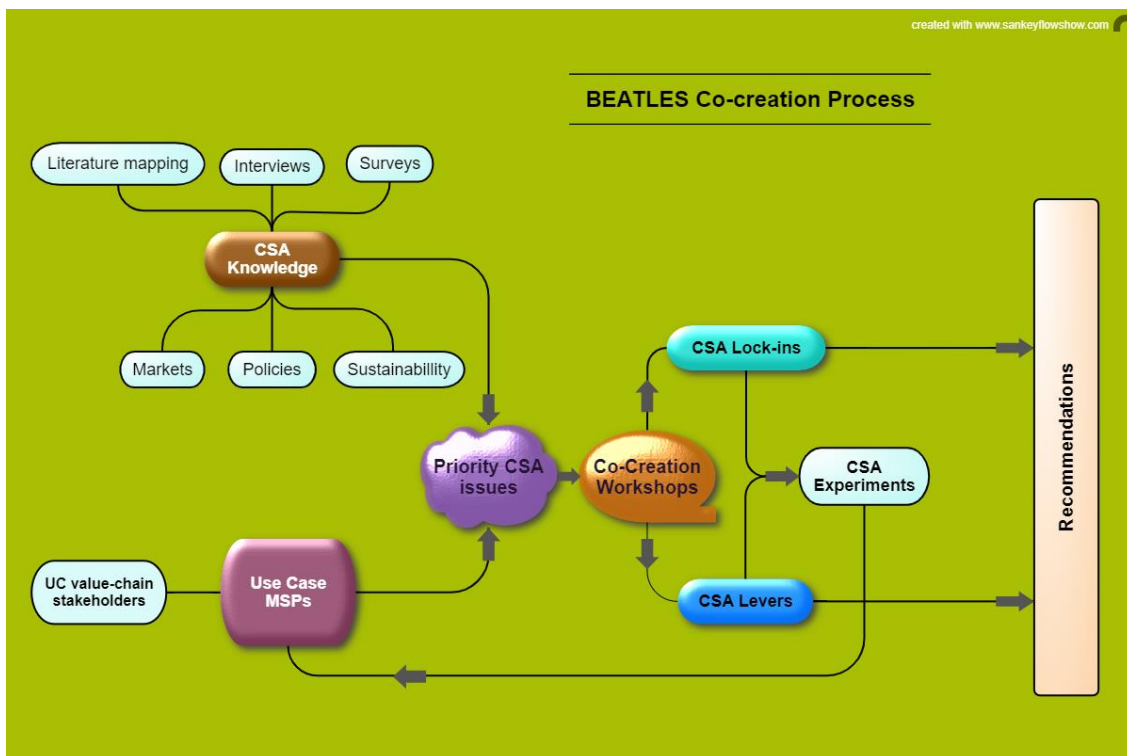 created with www.sankeyflowshow.com
BEATLES Co-creation Process
Literature mapping
Interviews
Surveys
CSA
Knowledge
Markets
Policies
Sustainabillity
CSA Lock-ins
Priority CSA
issues
Co-Creation
Workshops
CSA
Experiments
Recommendations
UC value-chain
stakeholders
Use Case
MSPs
CSA Levers